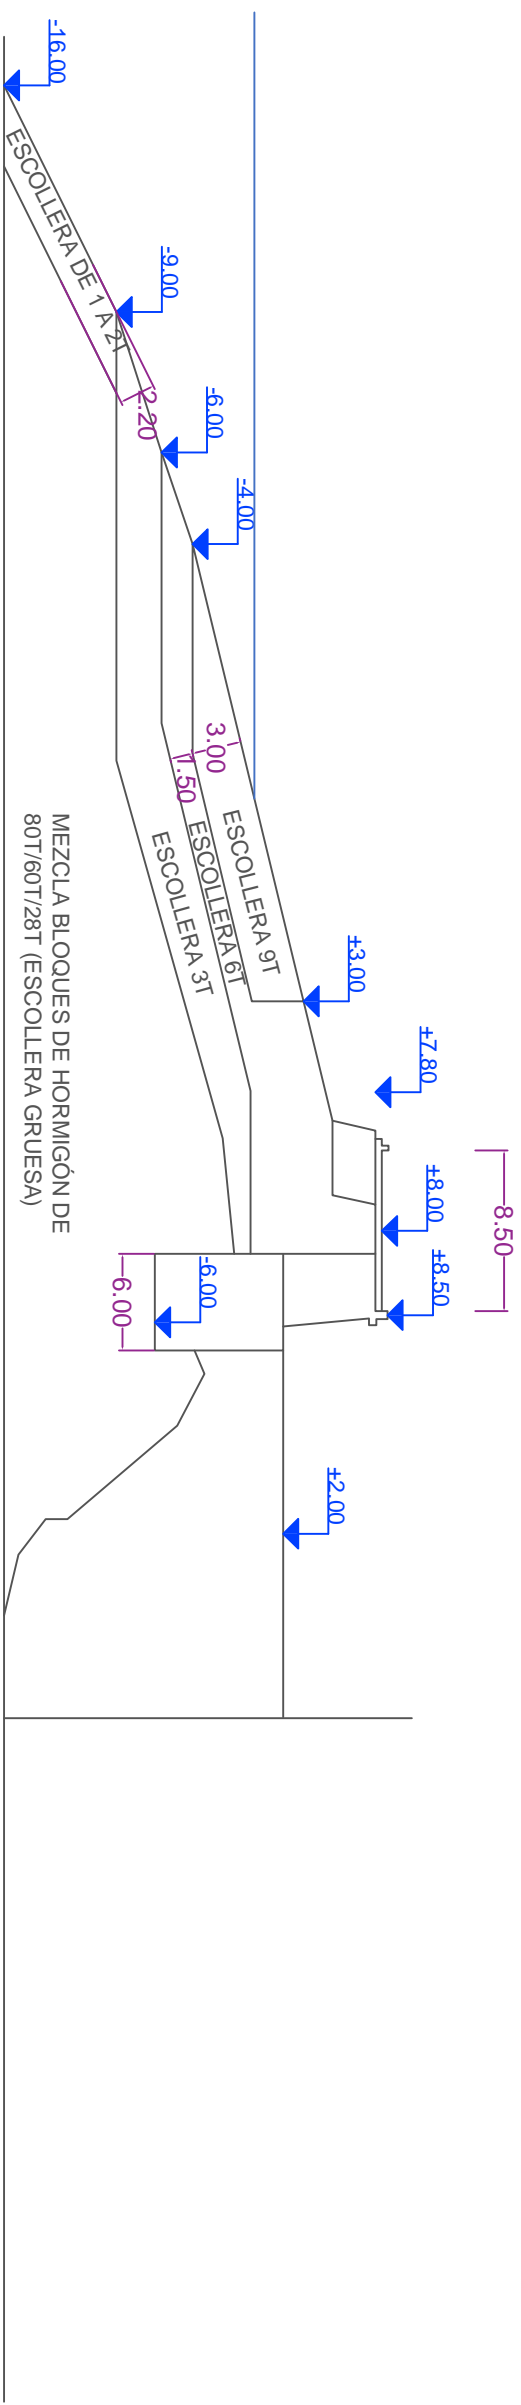 -16.00
ESCOLLERA DE 1 A 2T
-9.00
2.20
-6.00
-4.00
3.00
1.50
ESCOLLERA 9T
ESCOLLERA 6T
ESCOLLERA 3T
MEZCLA BLOQUES DE HORMIGÓN DE
80T/60T/28T (ESCOLLERA GRUESA)
±3.00
±7.80
8.50
±8.00
±8.50
-6.00
6.00
±2.00